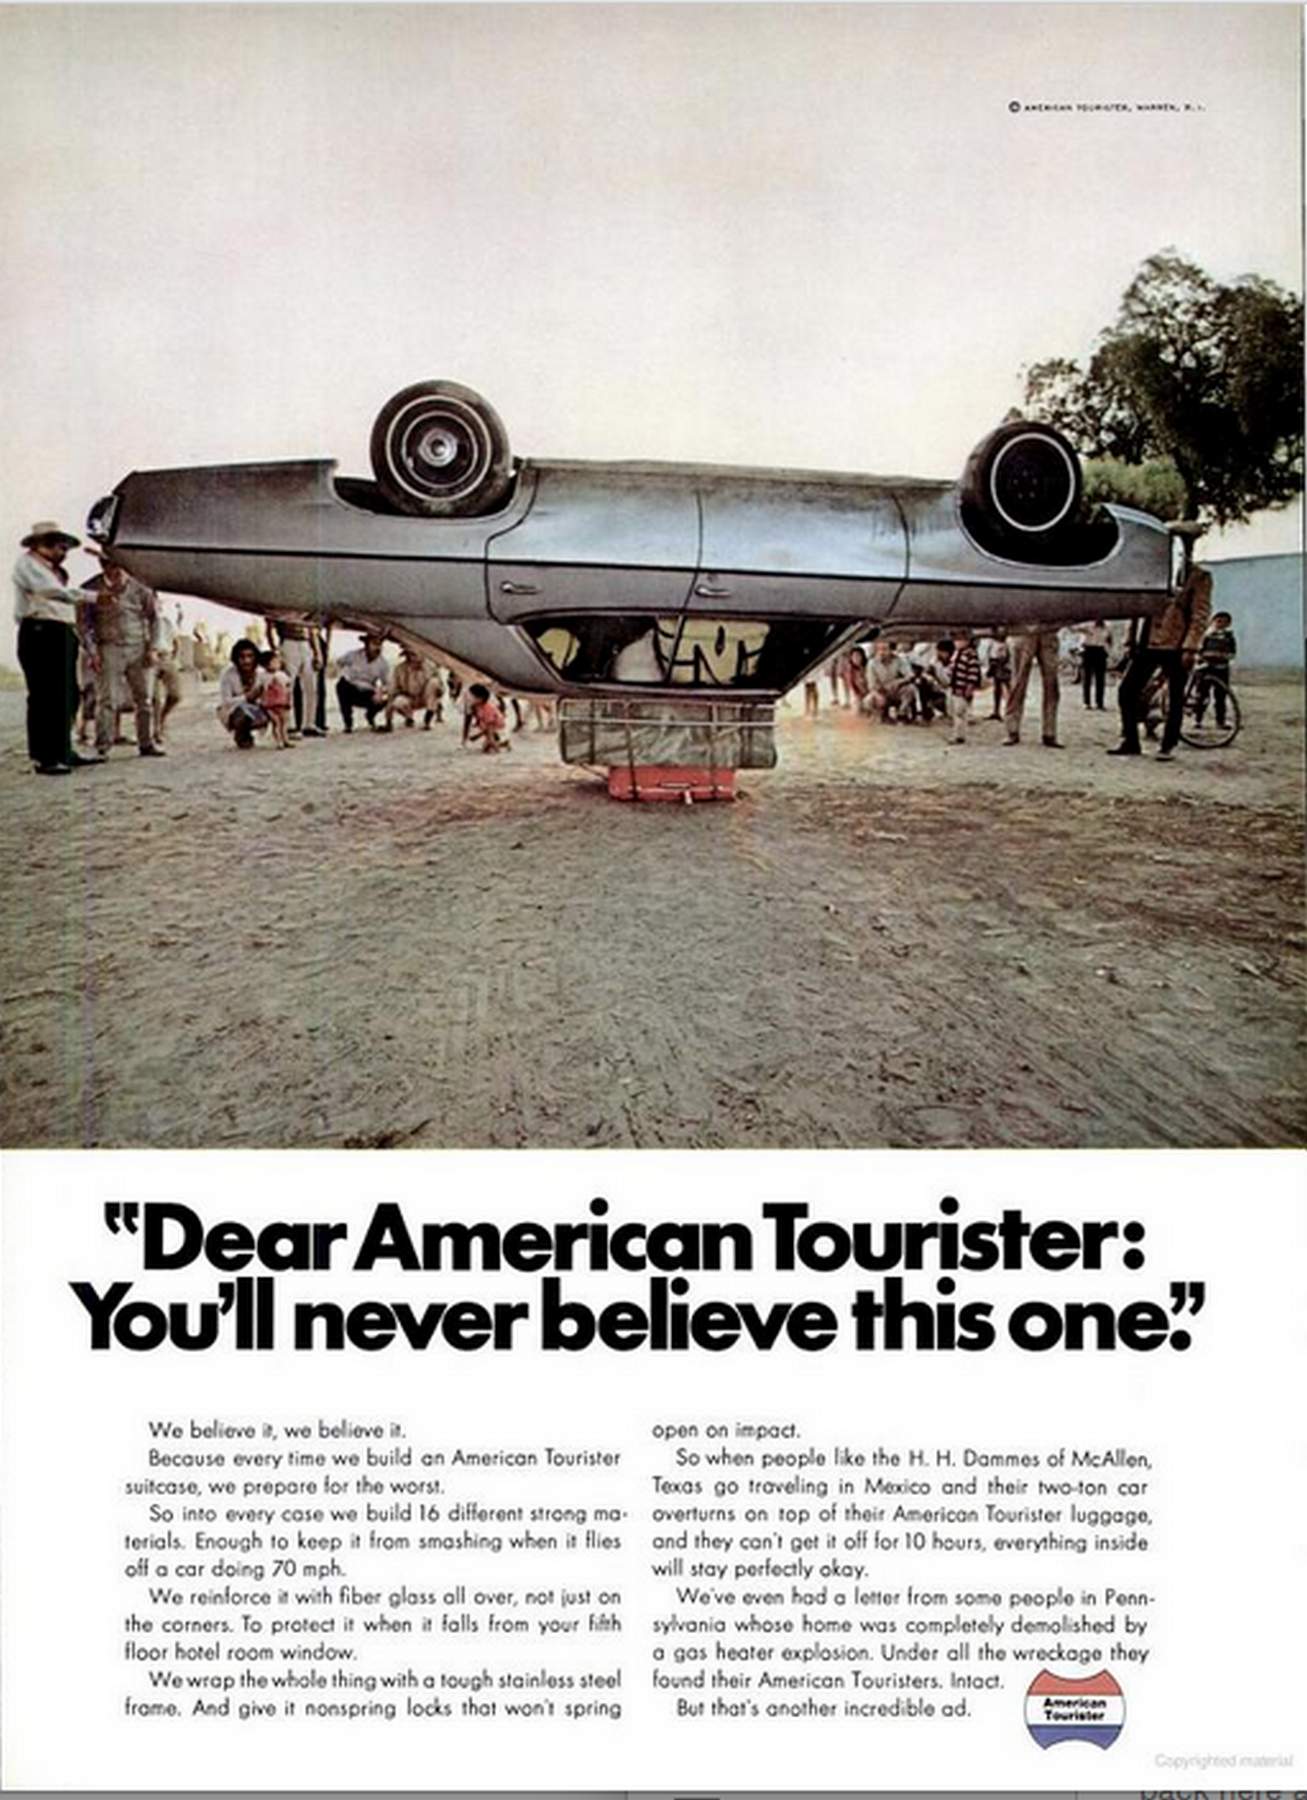 © AMERICAN TOURISTER, WARREN, R. I.
“Dear American Tourister:
You’ll never believe this one.”
We believe it, we believe it.
Because every time we build an American Tourister
suitcase, we prepare for the worst.
So into every case we build 16 different strong ma-
terials. Enough to keep it from smashing when it flies
off a car doing 70 mph.
We reinforce it with fiber glass all over, not just on
the corners. To protect it when it falls from your fifth
floor hotel room window.
We wrap the whole thing with a tough stainless steel
frame. And give it nonspring locks that won't spring
open on impact.
So when people like the H. H. Dammes of McAllen,
Texas go traveling in Mexico and their two-ton car
overturns on top of their American Tourister luggage,
and they can't get it off for 10 hours, everything inside
will stay perfectly okay.
We've even had a letter from some people in Penn-
sylvania whose home was completely demolished by
a gas heater explosion. Under all the wreckage they
found their American Touristers. Intact.
But that's another incredible ad.
American
Tourister
Copyrighted material
back here a